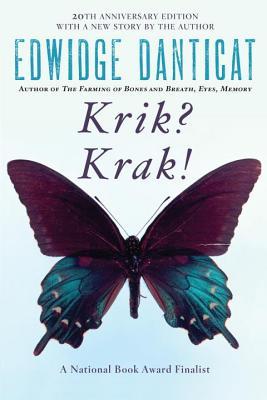 20TH ANNIVERSARY EDITION
WITH A NEW STORY BY THE AUTHOR
EDWIDGE DANTICAT
AUTHOR OF THE FARMING OF BONES AND BREATH, EYES, MEMORY
Krik?
Krak!
A National Book Award Finalist